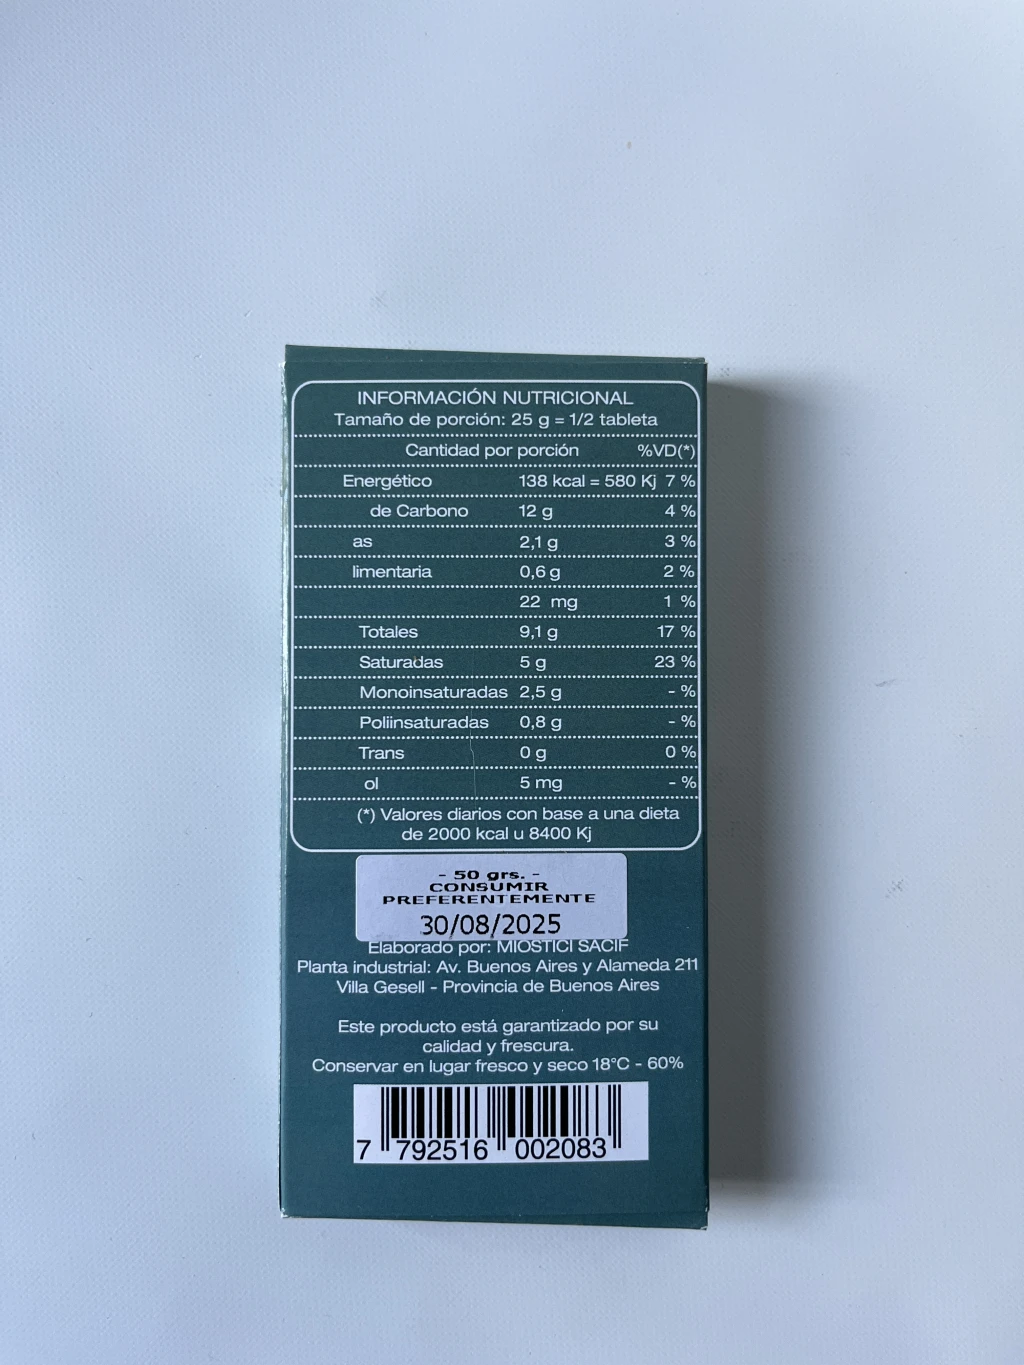 INFORMACIÓN NUTRICIONAL
Tamaño de porción: 25 g = 1/2 tableta
Cantidad por porción %VD(*)
Energético 138 kcal = 580 Kj 7 %
de Carbono 12 g 4 %
as 2,1 g 3 %
limentaria 0,6 g 2 %
22 mg 1 %
Totales 9,1 g 17 %
Saturadas 5 g 23 %
Monoinsaturadas 2,5 g - %
Poliinsaturadas 0,8 g - %
Trans 0 g 0 %
ol 5 mg - %
(*) Valores diarios con base a una dieta
de 2000 kcal u 8400 Kj
- 50 grs. -
CONSUMIR
PREFERENTEMENTE
30/08/2025
Elaborado por: MIOSTICI SACIF
Planta industrial: Av. Buenos Aires y Alameda 211
Villa Gesell - Provincia de Buenos Aires
Este producto está garantizado por su
calidad y frescura.
Conservar en lugar fresco y seco 18°C - 60%
7 792516 002083